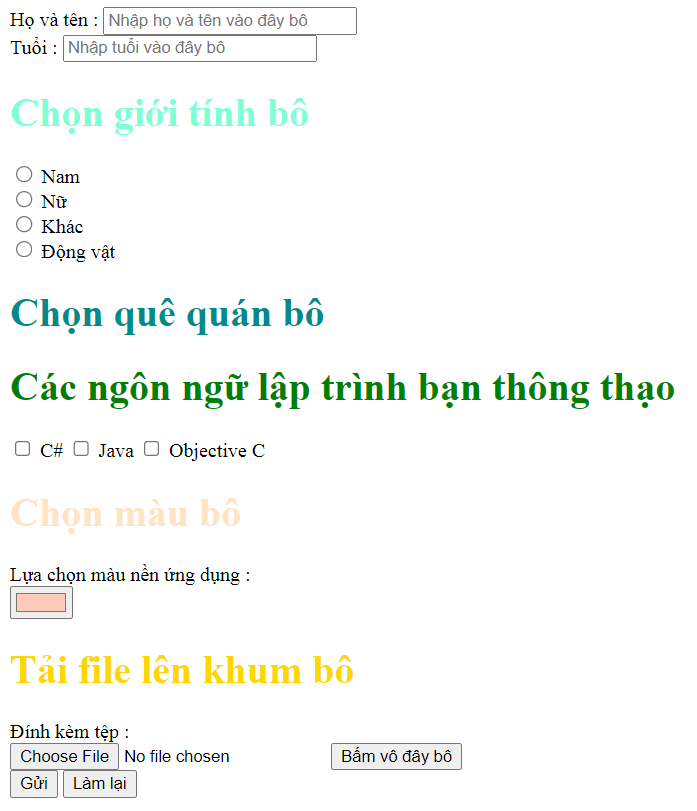 Họ và tên : Nhập họ và tên vào đây bô
Tuổi : Nhập tuổi vào đây bô
Chọn giới tính bô
Nam
Nữ
Khác
Động vật
Chọn quê quán bô
Các ngôn ngữ lập trình bạn thông thạo
C# Java Objective C
Chọn màu bô
Lựa chọn màu nền ứng dụng :
Tải file lên khum bô
Đính kèm tệp :
Choose File No file chosen Bấm vô đây bô
Gửi Làm lại